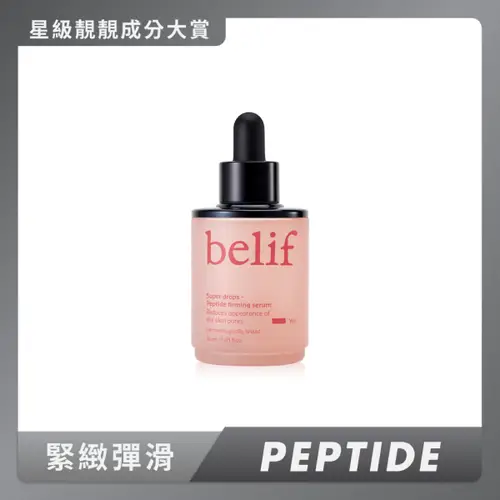 星級靚靚成分大賞
belif
Super drops -
Peptide firming serum
Reduces appearance of
sagging pores
緊緻彈滑
PEPTIDE